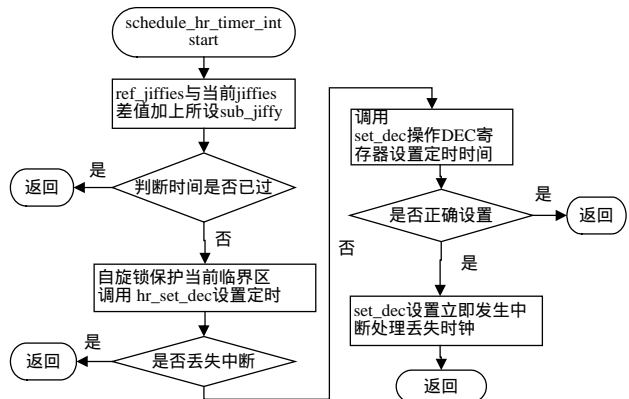 schedule_hr_timer_int
start
ref_jiffies与当前jiffies
差值加上所设sub_jiffy
是
返回
判断时间是否已过
否
自旋锁保护当前临界区
调用 hr_set_dec设置定时
是
返回
是否丢失中断
否
调用
set_dec操作DEC寄
存器设置定时时间
是
是否正确设置
返回
是
set_dec设置立即发生中
断处理丢失时钟
返回